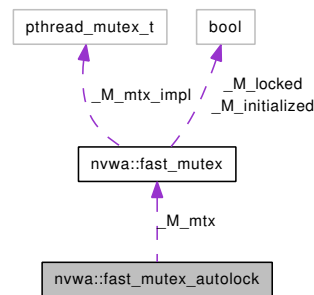 pthread_mutex_t
bool
_M_mtx_impl
_M_locked
_M_initialized
nvwa::fast_mutex
_M_mtx
nvwa::fast_mutex_autolock